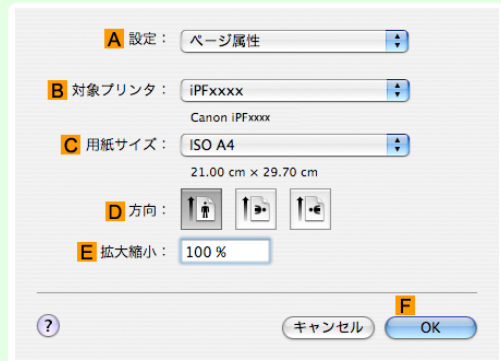 A 設定： ページ属性
B 対象プリンタ： iPFxxxx
Canon iPFxxxx
C 用紙サイズ： ISO A4
21.00 cm × 29.70 cm
D 方向：
E 拡大縮小： 100 %
F
? キャンセル OK